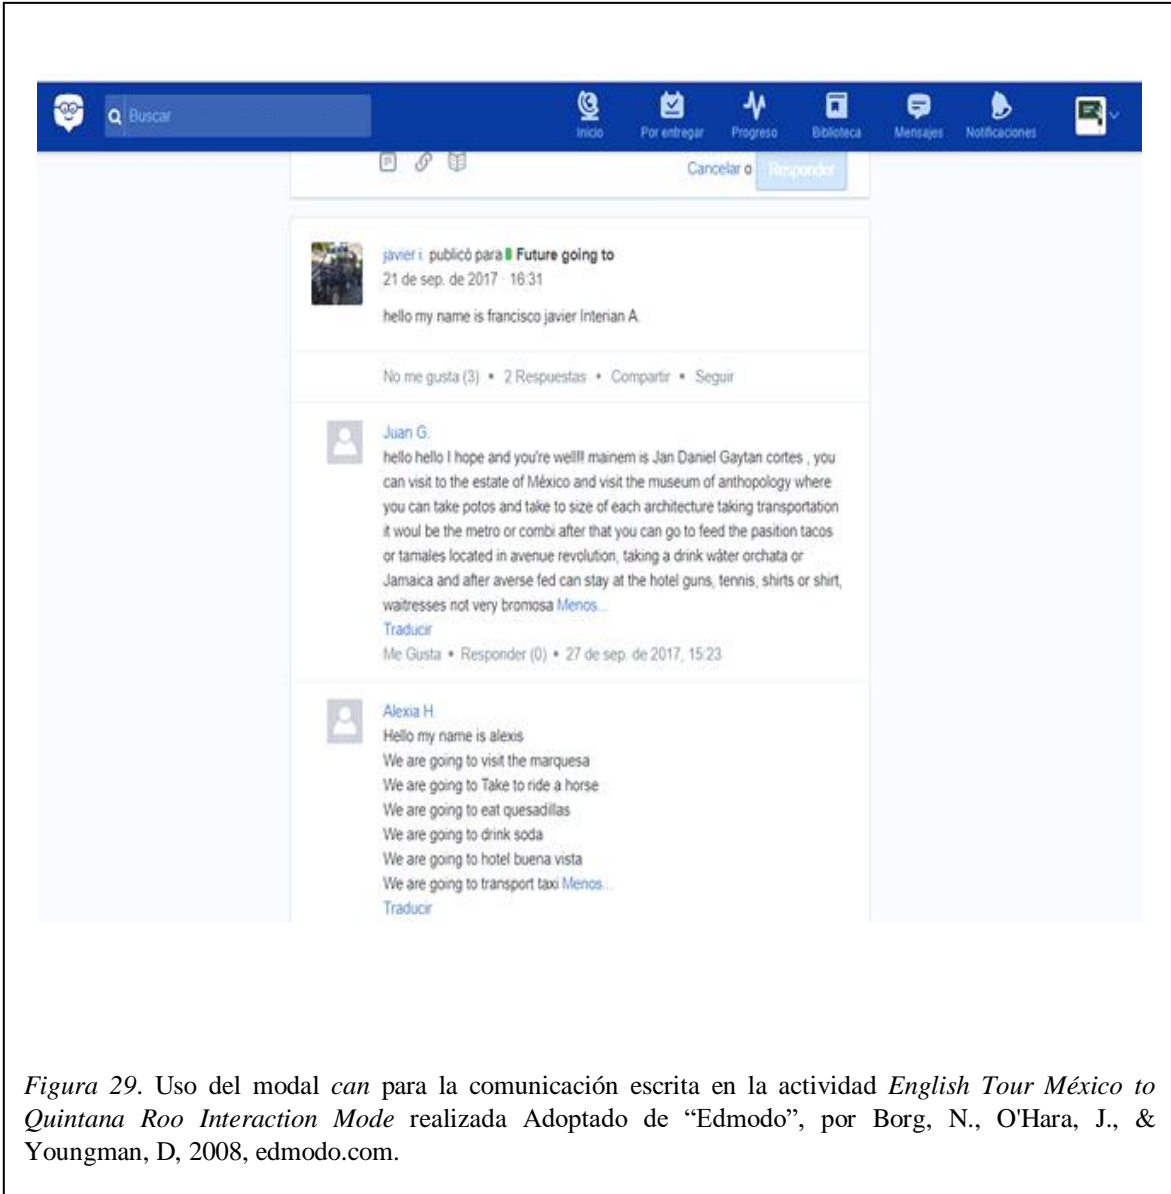 Buscar
Inicio
Por entregar
Progreso
Biblioteca
Mensajes
Notificaciones
Cancelar o Responder
javier i. publicó para Future going to
21 de sep. de 2017 · 16:31
hello my name is francisco javier Interian A.
No me gusta (3) • 2 Respuestas • Compartir • Seguir
Juan G.
hello hello I hope and you're well!!! mainem is Jan Daniel Gaytan cortes , you
can visit to the estate of México and visit the museum of anthopology where
you can take potos and take to size of each architecture taking transportation
it woul be the metro or combi after that you can go to feed the pasition tacos
or tamales located in avenue revolution, taking a drink wáter orchata or
Jamaica and after averse fed can stay at the hotel guns, tennis, shirts or shirt,
waitresses not very bromosa Menos...
Traducir
Me Gusta • Responder (0) • 27 de sep. de 2017, 15:23
Alexia H.
Hello my name is alexis
We are going to visit the marquesa
We are going to Take to ride a horse
We are going to eat quesadillas
We are going to drink soda
We are going to hotel buena vista
We are going to transport taxi Menos...
Traducir
Figura 29. Uso del modal can para la comunicación escrita en la actividad English Tour México to
Quintana Roo Interaction Mode realizada Adoptado de “Edmodo”, por Borg, N., O'Hara, J., &
Youngman, D, 2008, edmodo.com.